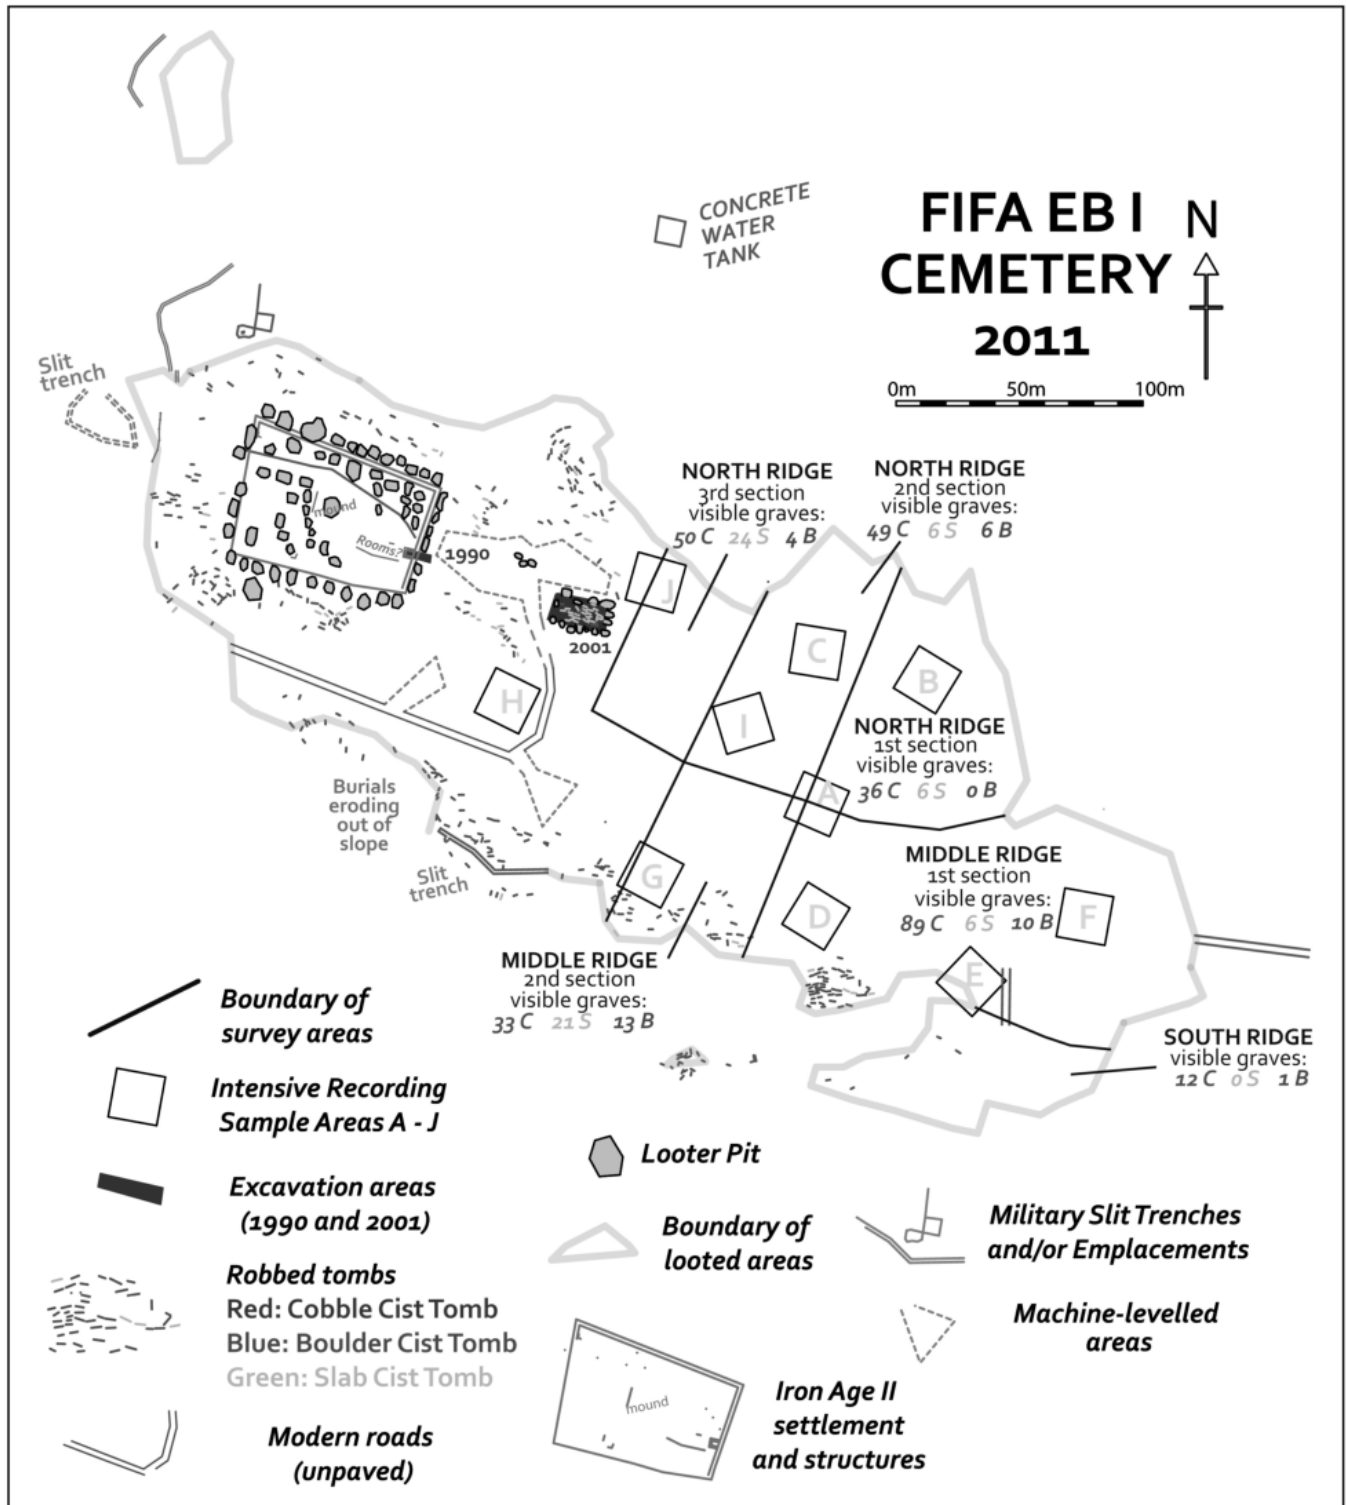 FIFA EB I
CEMETERY
2011
N
0m 50m 100m
CONCRETE
WATER
TANK
Slit
trench
mound
Rooms?
1990
2001
NORTH RIDGE
3rd section
visible graves:
50 C 24 S 4 B
NORTH RIDGE
2nd section
visible graves:
49 C 6 S 6 B
J
C
B
H
I
A
NORTH RIDGE
1st section
visible graves:
36 C 6 S 0 B
Burials
eroding
out of
slope
Slit
trench
G
D
MIDDLE RIDGE
1st section
visible graves:
89 C 6 S 10 B
F
E
MIDDLE RIDGE
2nd section
visible graves:
33 C 21 S 13 B
SOUTH RIDGE
visible graves:
12 C 0 S 1 B
Boundary of
survey areas
Intensive Recording
Sample Areas A - J
Excavation areas
(1990 and 2001)
Robbed tombs
Red: Cobble Cist Tomb
Blue: Boulder Cist Tomb
Green: Slab Cist Tomb
Modern roads
(unpaved)
Looter Pit
Boundary of
looted areas
mound
Iron Age II
settlement
and structures
Military Slit Trenches
and/or Emplacements
Machine-levelled
areas